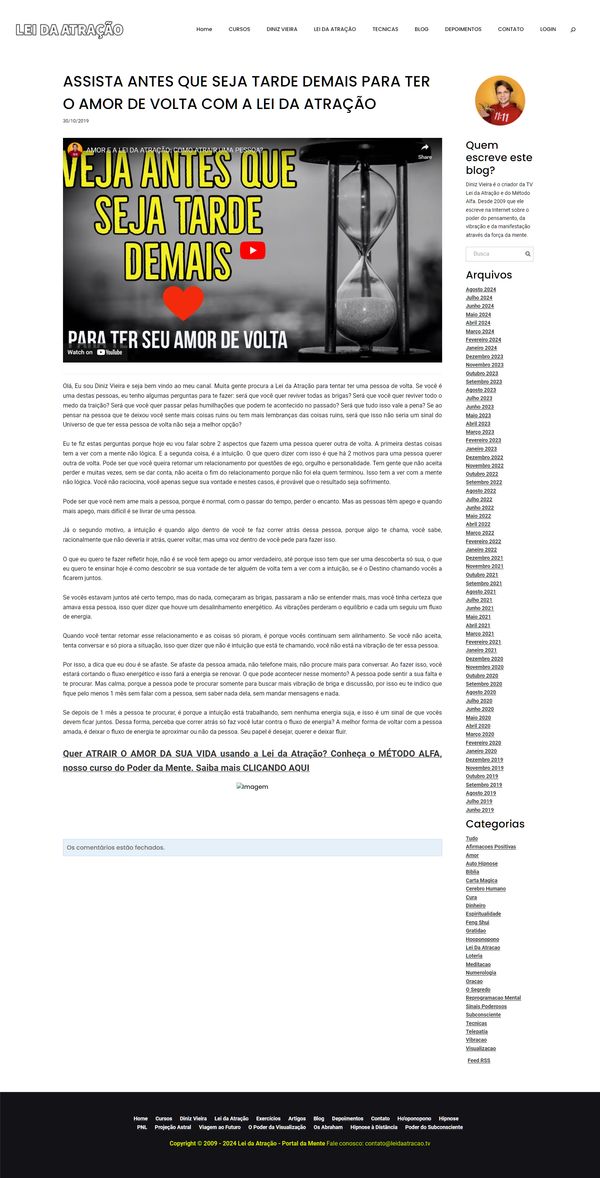 LEI DA ATRAÇÃO
Home CURSOS DINIZ VIEIRA LEI DA ATRAÇÃO TECNICAS BLOG DEPOIMENTOS CONTATO LOGIN
ASSISTA ANTES QUE SEJA TARDE DEMAIS PARA TER
O AMOR DE VOLTA COM A LEI DA ATRAÇÃO
30/10/2019
AMOR E A LEI DA ATRAÇÃO: COMO ATRAIR UMA PESSOA?
Share
VEJA ANTES QUE
SEJA TARDE
DEMAIS
PARA TER SEU AMOR DE VOLTA
Watch on YouTube
Olá, Eu sou Diniz Vieira e seja bem vindo ao meu canal. Muita gente procura a Lei da Atração para tentar ter uma pessoa de volta. Se você é
uma destas pessoas, eu tenho algumas perguntas para te fazer: será que você quer reviver todas as brigas? Será que você quer reviver todo o
medo da traição? Será que você quer passar pelas humilhações que podem te acontecido no passado? Será que tudo isso vale a pena? Se ao
pensar na pessoa que te deixou você sente mais coisas ruins ou tem mais lembranças das coisas ruins, será que isso não seria um sinal do
Universo de que ter essa pessoa de volta não seja a melhor opção?
Eu te fiz estas perguntas porque hoje eu vou falar sobre 2 aspectos que fazem uma pessoa querer outra de volta. A primeira destas coisas
tem a ver com a mente não lógica. E a segunda coisa, é a intuição. O que quero dizer com isso é que há 2 motivos para uma pessoa querer
outra de volta. Pode ser que você queira retomar um relacionamento por questões de ego, orgulho e personalidade. Tem gente que não aceita
perder e muitas vezes, sem se dar conta, não aceita o fim do relacionamento porque não foi ela quem terminou. Isso tem a ver com a mente
não lógica. Você não raciocina, você apenas segue sua vontade e nestes casos, é provável que o resultado seja sofrimento.
Pode ser que você nem ame mais a pessoa, porque é normal, com o passar do tempo, perder o encanto. Mas as pessoas têm apego e quando
mais apego, mais difícil é se livrar de uma pessoa.
Já o segundo motivo, a intuição é quando algo dentro de você te faz correr atrás dessa pessoa, porque algo te chama, você sabe,
racionalmente que não deveria ir atrás, querer voltar, mas uma voz dentro de você pede para fazer isso.
O que eu quero te fazer refletir hoje, não é se você tem apego ou amor verdadeiro, até porque isso tem que ser uma descoberta só sua, o que
eu quero te ensinar hoje é como descobrir se sua vontade de ter alguém de volta tem a ver com a intuição, se é o Destino chamando vocês a
ficarem juntos.
Se vocês estavam juntos até certo tempo, mas do nada, começaram as brigas, passaram a não se entender mais, mas você tinha certeza que
amava essa pessoa, isso quer dizer que houve um desalinhamento energético. As vibrações perderam o equilíbrio e cada um seguiu um fluxo
de energia.
Quando você tentar retomar esse relacionamento e as coisas só pioram, é porque vocês continuam sem alinhamento. Se você não aceita,
tenta conversar e só piora a situação, isso quer dizer que não é intuição que está te chamando, você não está na vibração de ter essa pessoa.
Por isso, a dica que eu dou é se afaste. Se afaste da pessoa amada, não telefone mais, não procure mais para conversar. Ao fazer isso, você
estará cortando o fluxo energético e isso fará a energia se renovar. O que pode acontecer nesse momento? A pessoa pode sentir a sua falta e
te procurar. Mas calma, porque a pessoa pode te procurar somente para buscar mais vibração de briga e discussão, por isso eu te indico que
fique pelo menos 1 mês sem falar com a pessoa, sem saber nada dela, sem mandar mensagens e nada.
Se depois de 1 mês a pessoa te procurar, é porque a intuição está trabalhando, sem nenhuma energia suja, e isso é um sinal de que vocês
devem ficar juntos. Dessa forma, perceba que correr atrás só faz você lutar contra o fluxo de energia? A melhor forma de voltar com a pessoa
amada, é deixar o fluxo de energia te aproximar ou não da pessoa. Seu papel é desejar, querer e deixar fluir.
Quer ATRAIR O AMOR DA SUA VIDA usando a Lei da Atração? Conheça o MÉTODO ALFA,
nosso curso do Poder da Mente. Saiba mais CLICANDO AQUI
Imagem
Os comentários estão fechados.
11:11
Quem
escreve este
blog?
Diniz Vieira é o criador da TV
Lei da Atração e do Método
Alfa. Desde 2009 que ele
escreve na Internet sobre o
poder do pensamento, da
vibração e da manifestação
através da força da mente.
Busca
Arquivos
Agosto 2024
Julho 2024
Junho 2024
Maio 2024
Abril 2024
Março 2024
Fevereiro 2024
Janeiro 2024
Dezembro 2023
Novembro 2023
Outubro 2023
Setembro 2023
Agosto 2023
Julho 2023
Junho 2023
Maio 2023
Abril 2023
Março 2023
Fevereiro 2023
Janeiro 2023
Dezembro 2022
Novembro 2022
Outubro 2022
Setembro 2022
Agosto 2022
Julho 2022
Junho 2022
Maio 2022
Abril 2022
Março 2022
Fevereiro 2022
Janeiro 2022
Dezembro 2021
Novembro 2021
Outubro 2021
Setembro 2021
Agosto 2021
Julho 2021
Junho 2021
Maio 2021
Abril 2021
Março 2021
Fevereiro 2021
Janeiro 2021
Dezembro 2020
Novembro 2020
Outubro 2020
Setembro 2020
Agosto 2020
Julho 2020
Junho 2020
Maio 2020
Abril 2020
Março 2020
Fevereiro 2020
Janeiro 2020
Dezembro 2019
Novembro 2019
Outubro 2019
Setembro 2019
Agosto 2019
Julho 2019
Junho 2019
Categorias
Tudo
Afirmacoes Positivas
Amor
Auto Hipnose
Biblia
Carta Magica
Cerebro Humano
Cura
Dinheiro
Espiritualidade
Feng Shui
Gratidao
Hooponopono
Lei Da Atracao
Loteria
Meditacao
Numerologia
Oracao
O Segredo
Reprogramacao Mental
Sinais Poderosos
Subconsciente
Tecnicas
Telepatia
Vibracao
Visualizacao
Feed RSS
Home Cursos Diniz Vieira Lei da Atração Exercícios Artigos Blog Depoimentos Contato Ho'oponopono Hipnose
PNL Projeção Astral Viagem ao Futuro O Poder da Visualização Os Abraham Hipnose à Distância Poder do Subconsciente
Copyright © 2009 - 2024 Lei da Atração - Portal da Mente Fale conosco: contato@leidaatracao.tv